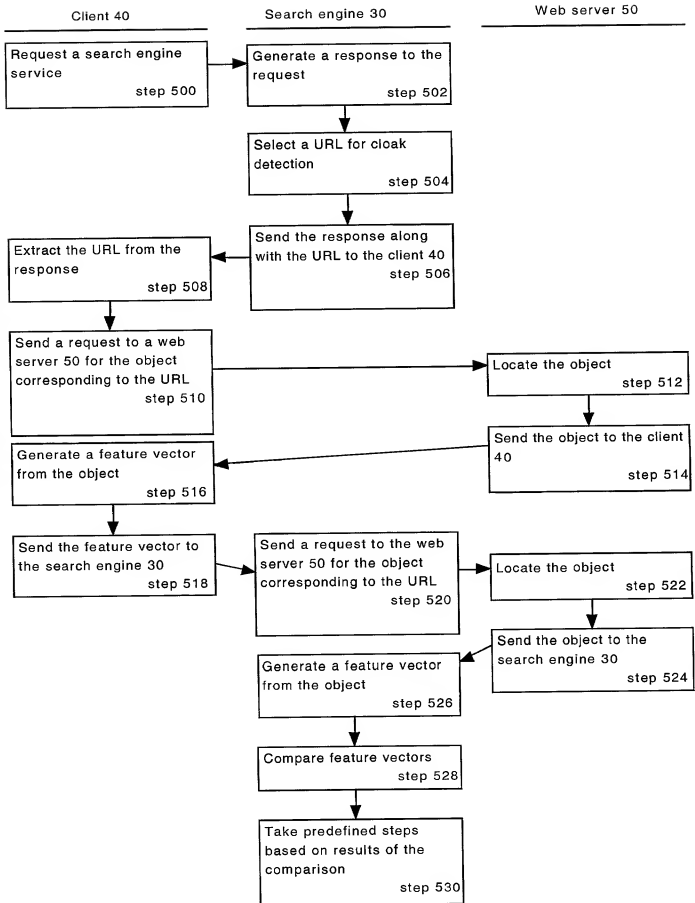 Client 40
Search engine 30
Web server 50
Request a search engine
service
step 500
Generate a response to the
request
step 502
Select a URL for cloak
detection
step 504
Send the response along
with the URL to the client 40
step 506
Extract the URL from the
response
step 508
Send a request to a web
server 50 for the object
corresponding to the URL
step 510
Locate the object
step 512
Send the object to the client
40
step 514
Generate a feature vector
from the object
step 516
Send the feature vector to
the search engine 30
step 518
Send a request to the web
server 50 for the object
corresponding to the URL
step 520
Locate the object
step 522
Send the object to the
search engine 30
step 524
Generate a feature vector
from the object
step 526
Compare feature vectors
step 528
Take predefined steps
based on results of the
comparison
step 530